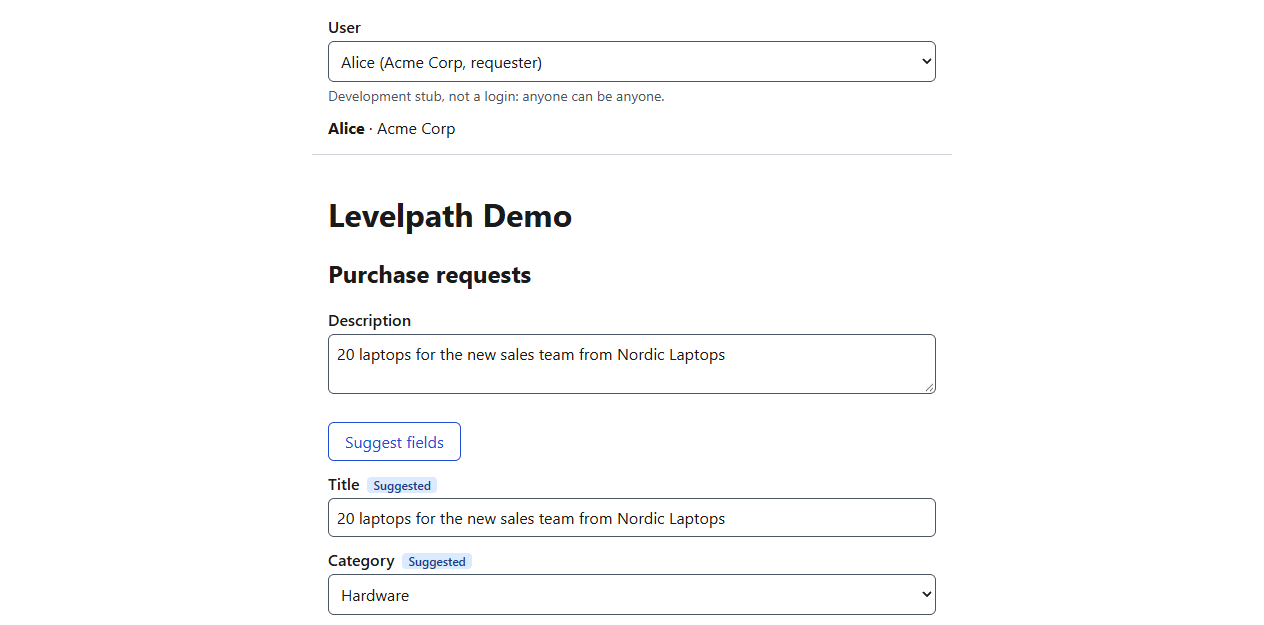 User
Alice (Acme Corp, requester)
Development stub, not a login: anyone can be anyone.
Alice · Acme Corp
Levelpath Demo
Purchase requests
Description
20 laptops for the new sales team from Nordic Laptops
Suggest fields
Title Suggested
20 laptops for the new sales team from Nordic Laptops
Category Suggested
Hardware